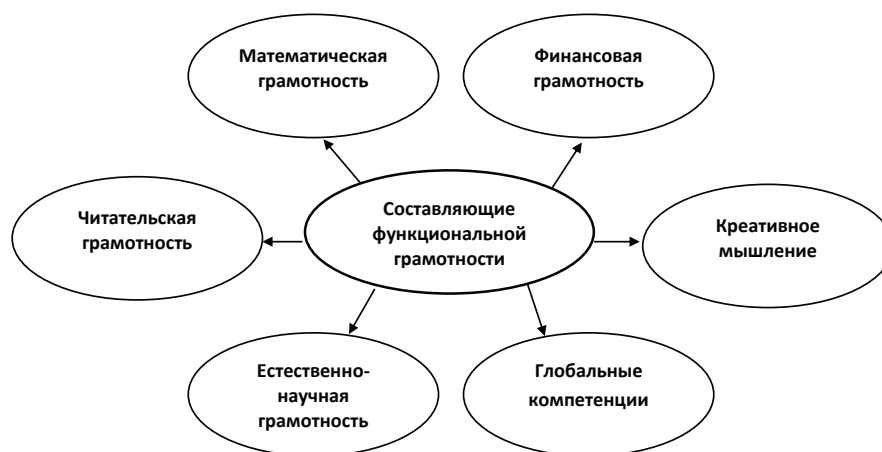 Математическая
грамотность
Финансовая
грамотность
Читательская
грамотность
Составляющие
функциональной
грамотности
Креативное
мышление
Естественно-
научная
грамотность
Глобальные
компетенции